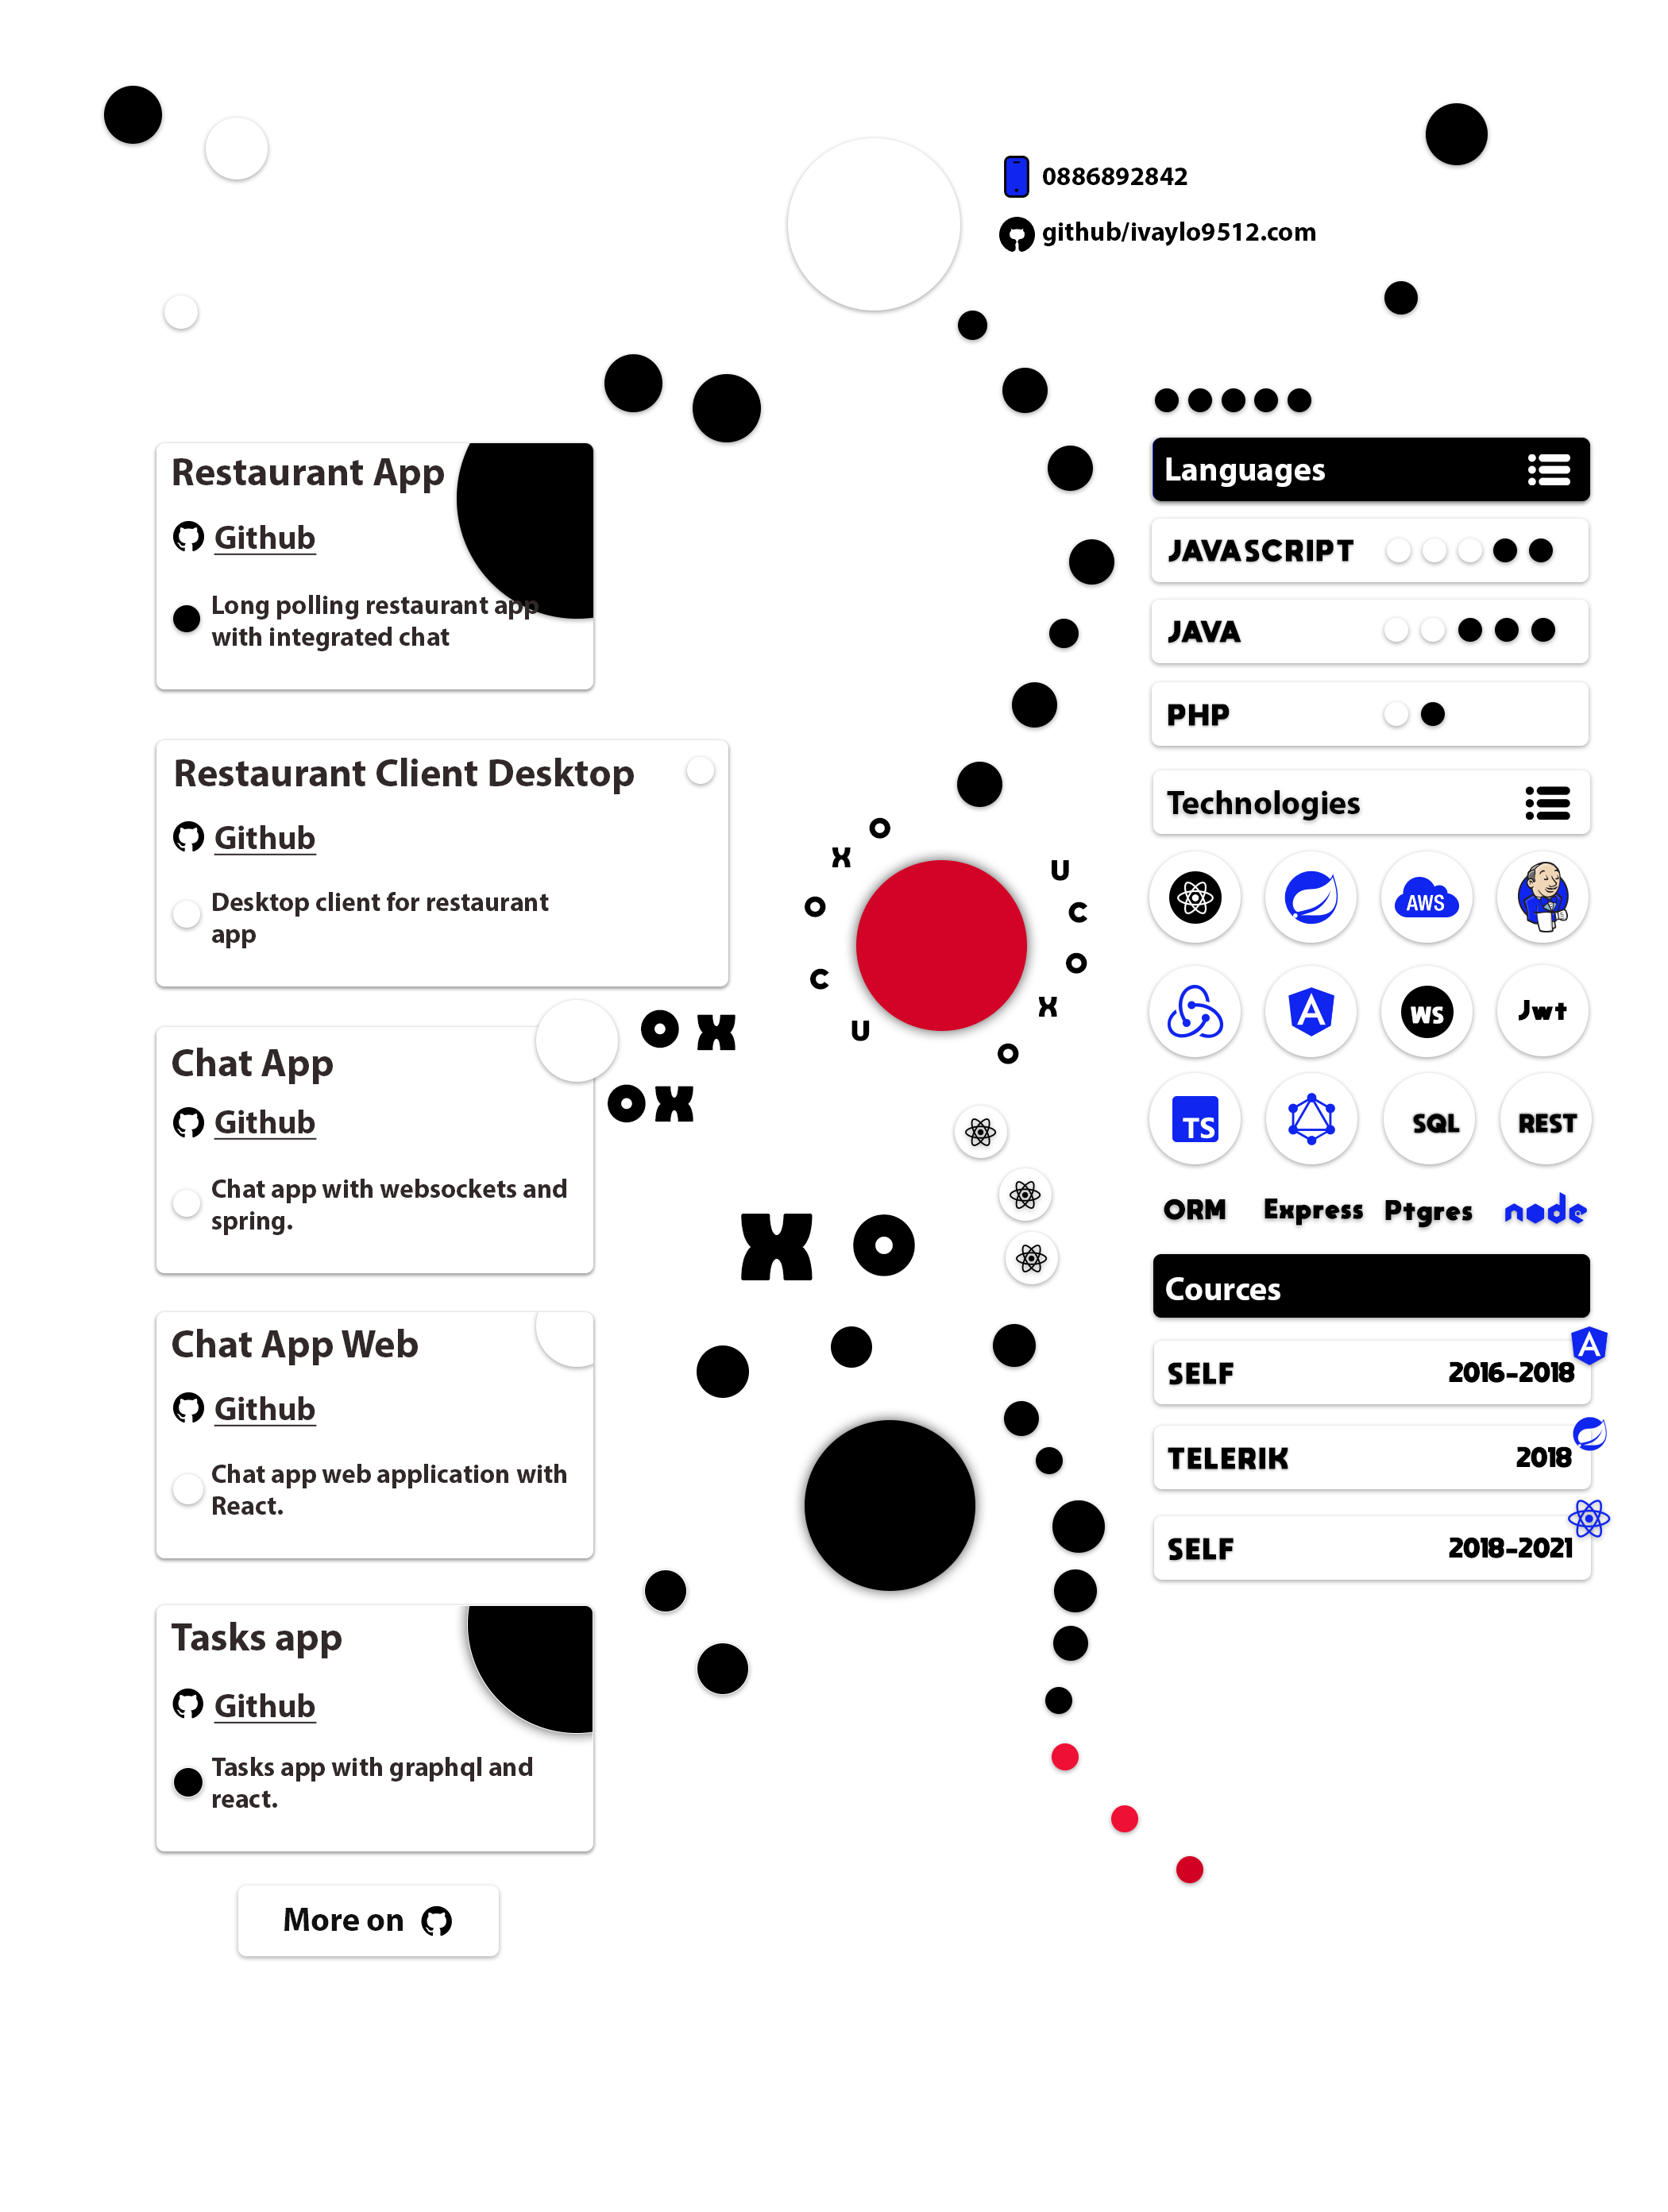 0886892842
github/ivaylo9512.com
Restaurant App
Github
Long polling restaurant app
with integrated chat
Restaurant Client Desktop
Github
Desktop client for restaurant
app
Chat App
Github
Chat app with websockets and
spring.
Chat App Web
Github
Chat app web application with
React.
Tasks app
Github
Tasks app with graphql and
react.
More on
O
X
O
C
U
U
C
O
X
O
O X
O X
X O
Languages
JAVASCRIPT
JAVA
PHP
Technologies
AWS
A
WS
Jwt
TS
SQL
REST
ORM Express Ptgres node
Cources
A
SELF 2016-2018
TELERIK 2018
SELF 2018-2021